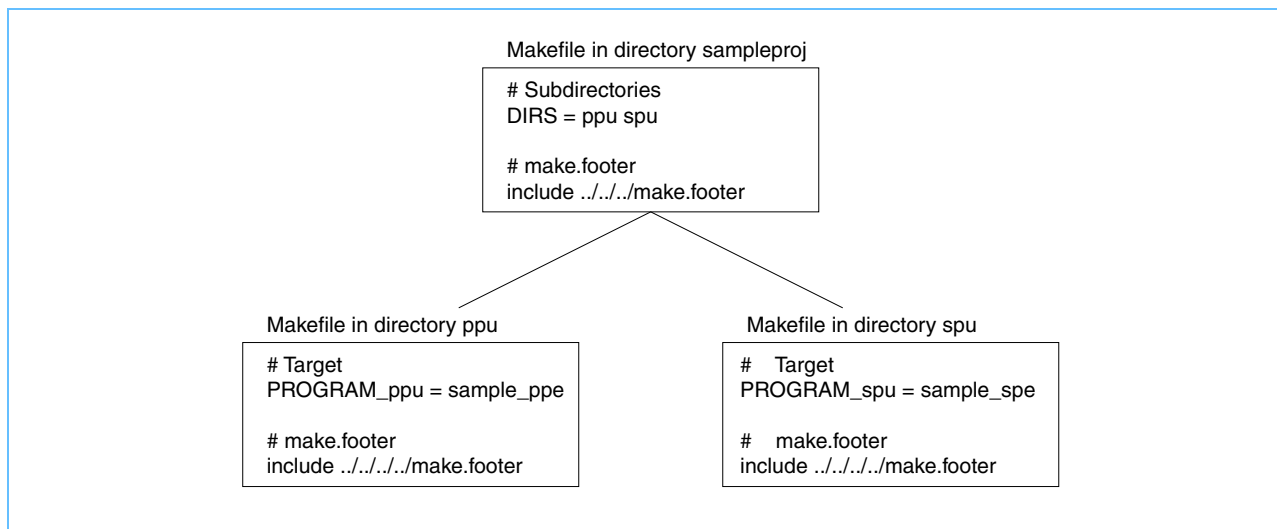 Makefile in directory sampleproj
# Subdirectories
DIRS = ppu spu
# make.footer
include ../../../make.footer
Makefile in directory ppu
# Target
PROGRAM_ppu = sample_ppe
# make.footer
include ../../../../make.footer
Makefile in directory spu
# Target
PROGRAM_spu = sample_spe
# make.footer
include ../../../../make.footer